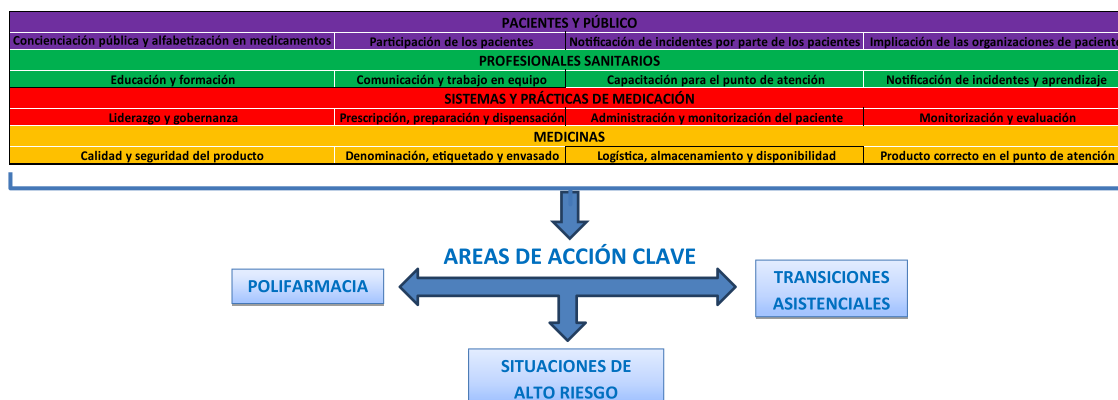 PACIENTES Y PÚBLICO
Concienciación pública y alfabetización en medicamentos Participación de los pacientes Notificación de incidentes por parte de los pacientes Implicación de las organizaciones de paciente
PROFESIONALES SANITARIOS
Educación y formación Comunicación y trabajo en equipo Capacitación para el punto de atención Notificación de incidentes y aprendizaje
SISTEMAS Y PRÁCTICAS DE MEDICACIÓN
Liderazgo y gobernanza Prescripción, preparación y dispensación Administración y monitorización del paciente Monitorización y evaluación
MEDICINAS
Calidad y seguridad del producto Denominación, etiquetado y envasado Logística, almacenamiento y disponibilidad Producto correcto en el punto de atención
AREAS DE ACCIÓN CLAVE
POLIFARMACIA
TRANSICIONES
ASISTENCIALES
SITUACIONES DE
ALTO RIESGO